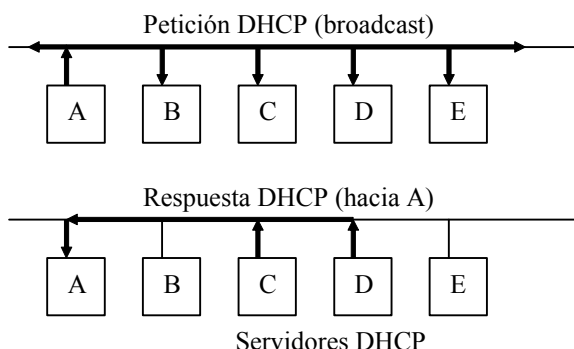 Petición DHCP (broadcast)
A B C D E
Respuesta DHCP (hacia A)
A B C D E
Servidores DHCP